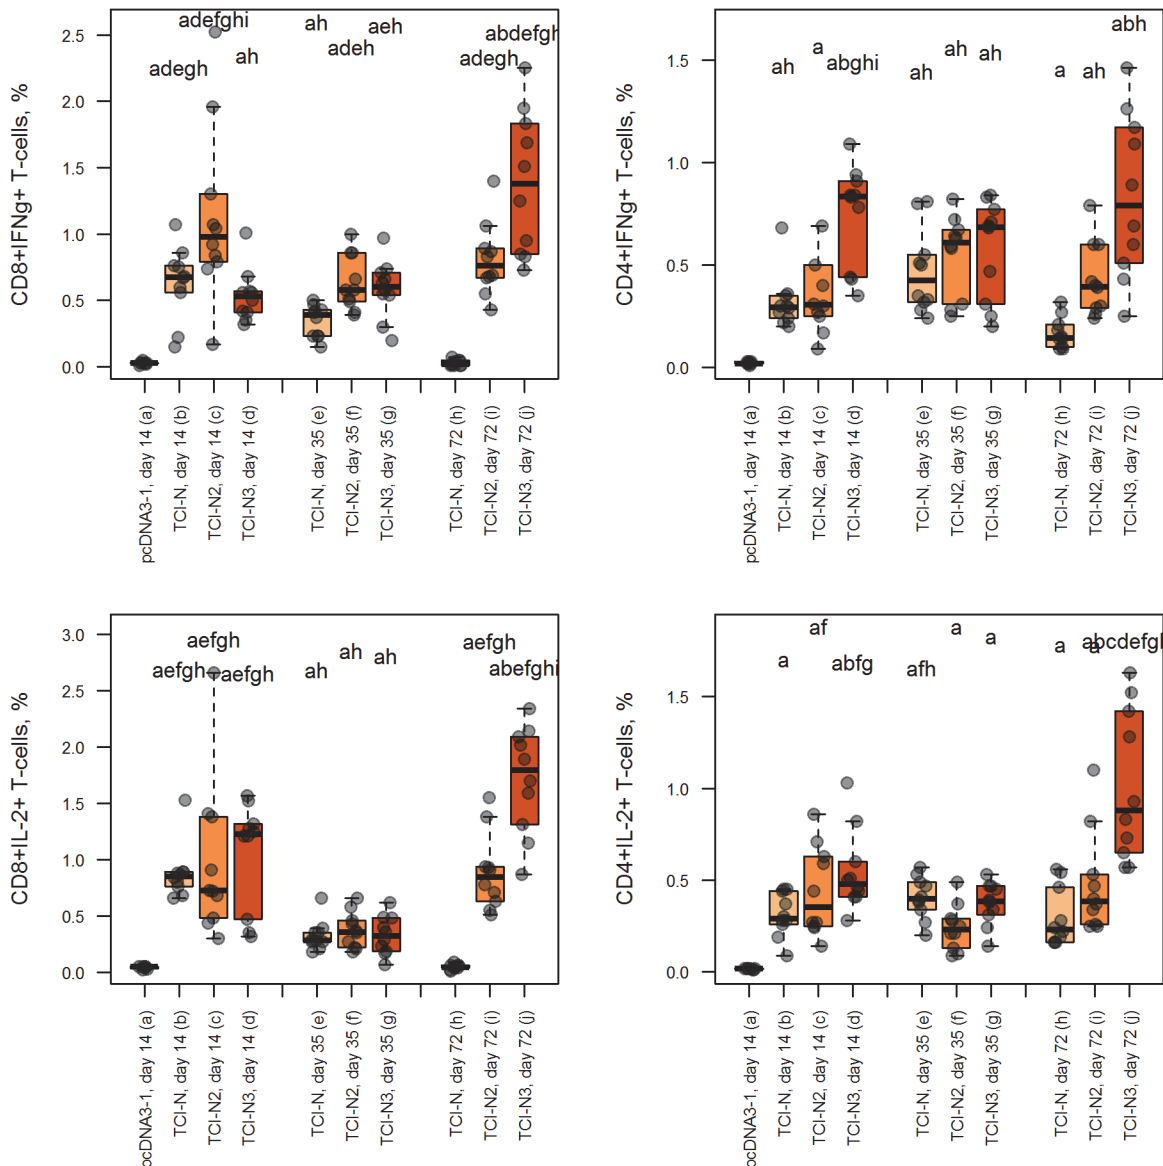 CD8+IFNg+ T-cells, %
2.5
2.0
1.5
1.0
0.5
0.0
adegh
adefghi
ah
ah
adeh
aeh
adegh
abdefgh
pcDNA3-1, day 14 (a)
TCI-N, day 14 (b)
TCI-N2, day 14 (c)
TCI-N3, day 14 (d)
TCI-N, day 35 (e)
TCI-N2, day 35 (f)
TCI-N3, day 35 (g)
TCI-N, day 72 (h)
TCI-N2, day 72 (i)
TCI-N3, day 72 (j)
CD4+IFNg+ T-cells, %
1.5
1.0
0.5
0.0
ah
a
abghi
ah
ah
ah
a
ah
abh
pcDNA3-1, day 14 (a)
TCI-N, day 14 (b)
TCI-N2, day 14 (c)
TCI-N3, day 14 (d)
TCI-N, day 35 (e)
TCI-N2, day 35 (f)
TCI-N3, day 35 (g)
TCI-N, day 72 (h)
TCI-N2, day 72 (i)
TCI-N3, day 72 (j)
CD8+IL-2+ T-cells, %
3.0
2.5
2.0
1.5
1.0
0.5
0.0
aefgh
aefgh
aefgh
ah
ah
ah
aefgh
abefghi
pcDNA3-1, day 14 (a)
TCI-N, day 14 (b)
TCI-N2, day 14 (c)
TCI-N3, day 14 (d)
TCI-N, day 35 (e)
TCI-N2, day 35 (f)
TCI-N3, day 35 (g)
TCI-N, day 72 (h)
TCI-N2, day 72 (i)
TCI-N3, day 72 (j)
CD4+IL-2+ T-cells, %
1.5
1.0
0.5
0.0
a
af
abfg
afh
a
a
a
a
pcDNA3-1, day 14 (a)
TCI-N, day 14 (b)
TCI-N2, day 14 (c)
TCI-N3, day 14 (d)
TCI-N, day 35 (e)
TCI-N2, day 35 (f)
TCI-N3, day 35 (g)
TCI-N, day 72 (h)
TCI-N2, day 72 (i)
TCI-N3, day 72 (j)